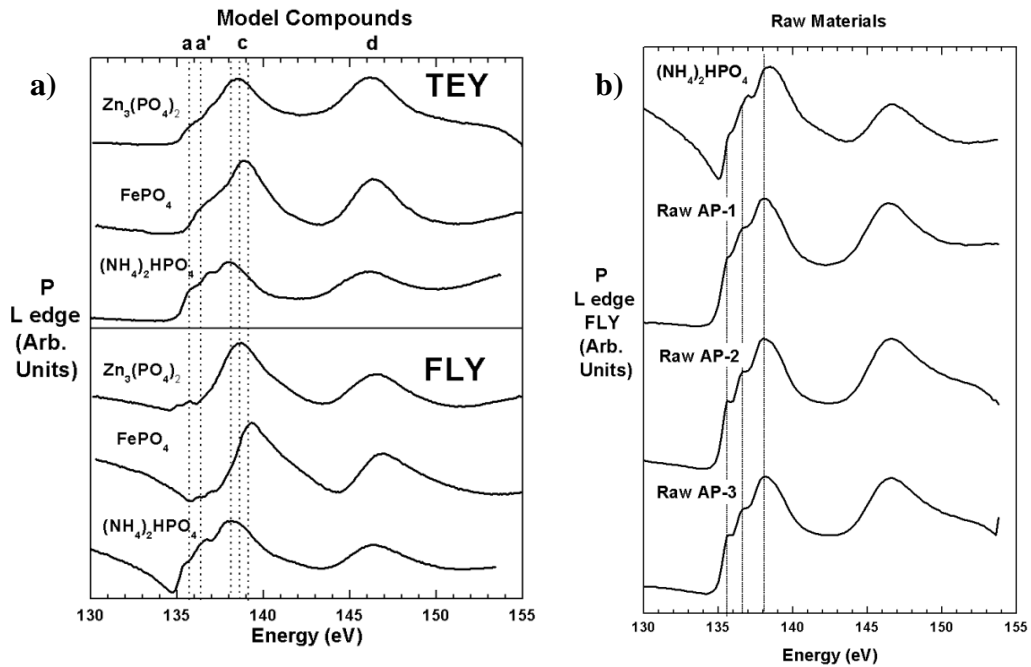 Model Compounds
a a' c d
a)
TEY
Zn3(PO4)2
FePO4
(NH4)2HPO4
P
L edge
(Arb.
Units)
Zn3(PO4)2
FLY
FePO4
(NH4)2HPO4
130 135 140 145 150 155
Energy (eV)
Raw Materials
b)
(NH4)2HPO4
Raw AP-1
P
L edge
FLY
(Arb.
Units)
Raw AP-2
Raw AP-3
130 135 140 145 150 155
Energy (eV)